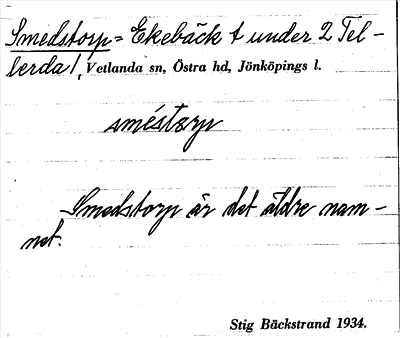 Smedstorp = Ekebäck t under 2 Tel-
lerda!, Vetlanda sn, Östra hd, Jönköpings l.
sméstorp
Smedstorp är det äldre nam-
net.
Stig Bäckstrand 1934.